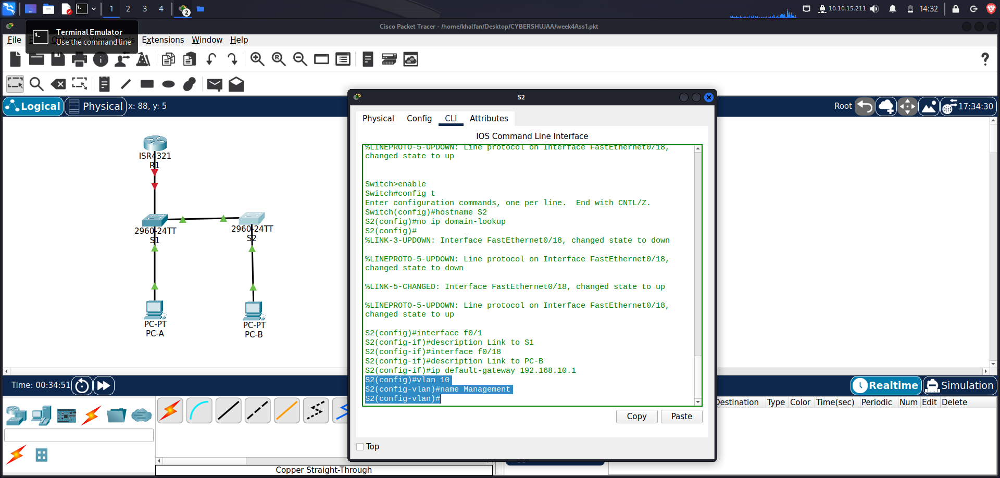 1
2
3
4
2
10.10.15.211
14:32
Cisco Packet Tracer - /home/khalfan/Desktop/CYBERSHUJAA/week4Ass1.pkt
Terminal Emulator
Use the command line
File
Extensions
Window
Help
Logical
Physical
x: 88, y: 5
Root
17:34:30
ISR4321
R1
2960-24TT
S1
2960-24TT
S2
PC-PT
PC-A
PC-PT
PC-B
S2
Physical
Config
CLI
Attributes
IOS Command Line Interface
%LINEPROTO-5-UPDOWN: Line protocol on Interface FastEthernet0/18,
changed state to up
Switch>enable
Switch#config t
Enter configuration commands, one per line.  End with CNTL/Z.
Switch(config)#hostname S2
S2(config)#no ip domain-lookup
S2(config)#
%LINK-3-UPDOWN: Interface FastEthernet0/18, changed state to down
%LINEPROTO-5-UPDOWN: Line protocol on Interface FastEthernet0/18,
changed state to down
%LINK-5-CHANGED: Interface FastEthernet0/18, changed state to up
%LINEPROTO-5-UPDOWN: Line protocol on Interface FastEthernet0/18,
changed state to up
S2(config)#interface f0/1
S2(config-if)#description Link to S1
S2(config-if)#interface f0/18
S2(config-if)#description Link to PC-B
S2(config-if)#ip default-gateway 192.168.10.1
S2(config)#vlan 10
S2(config-vlan)#name Management
S2(config-vlan)#
Copy
Paste
Top
Time: 00:34:51
Realtime
Simulation
Destination
Type
Color
Time(sec)
Periodic
Num
Edit
Delete
Copper Straight-Through